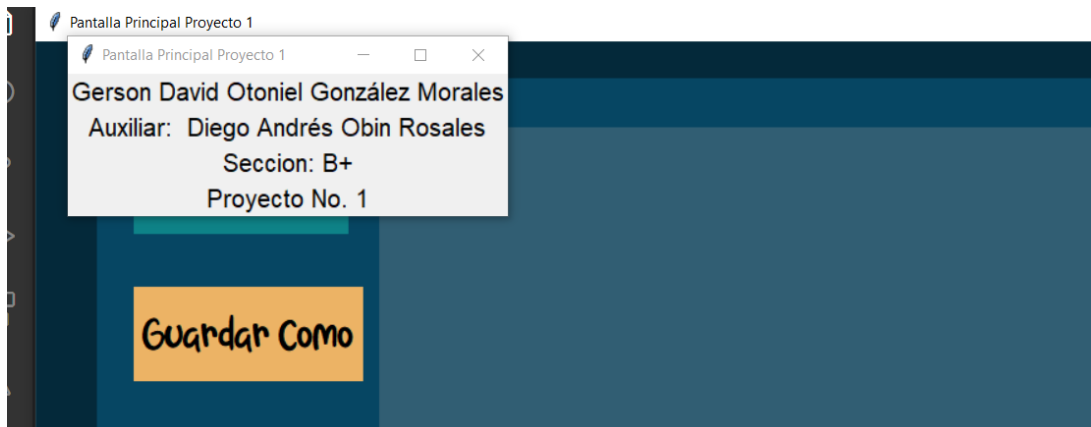 Pantalla Principal Proyecto 1
Pantalla Principal Proyecto 1
Gerson David Otoniel González Morales
Auxiliar:  Diego Andrés Obin Rosales
Seccion: B+
Proyecto No. 1
Guardar Como